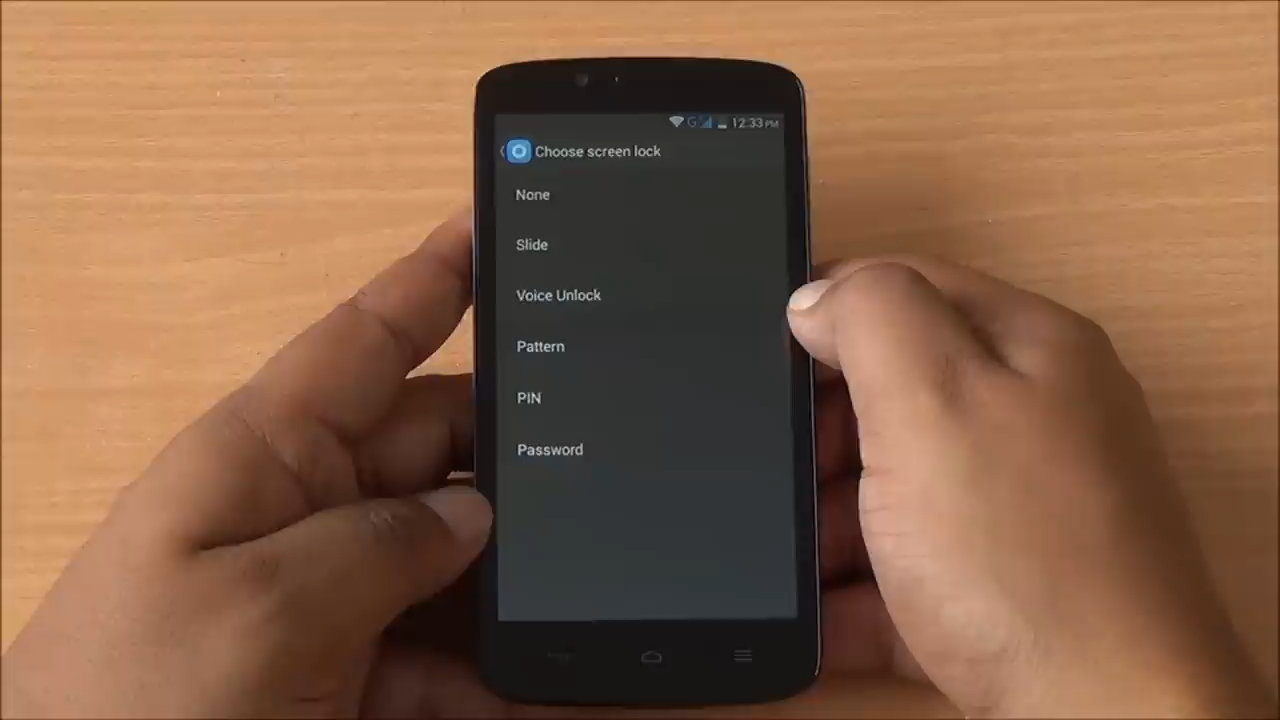 G 12:33 PM
Choose screen lock
None
Slide
Voice Unlock
Pattern
PIN
Password